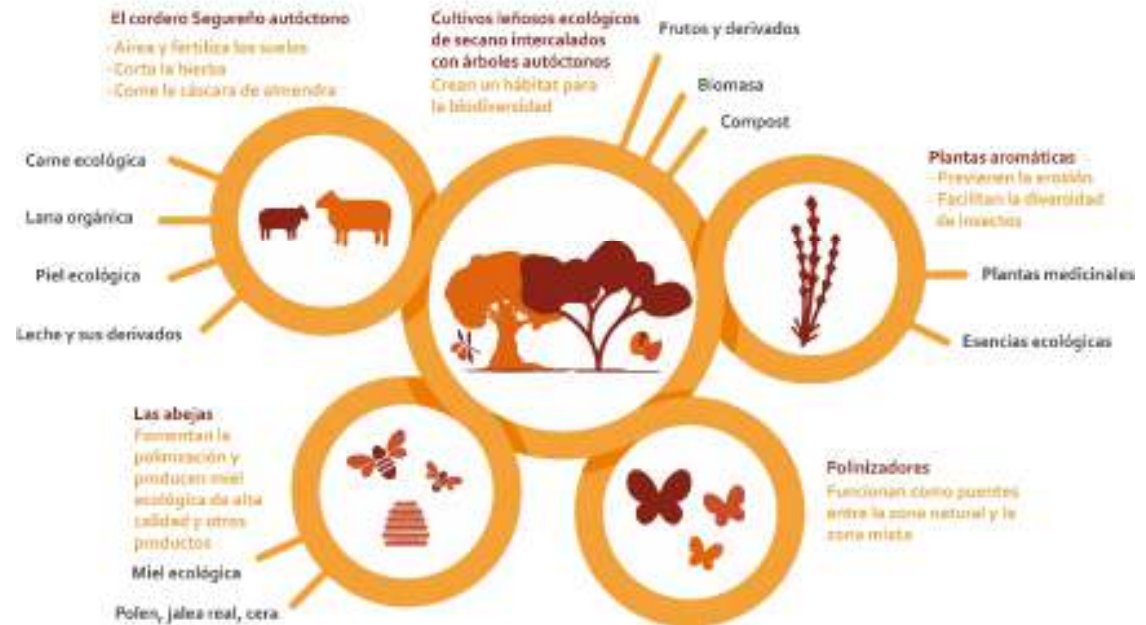 El cordero Segureño autóctono
- Airea y fertiliza los suelos
- Corta la hierba
- Come la cáscara de almendra
Carne ecológica
Lana orgánica
Piel ecológica
Leche y sus derivados
Cultivos leñosos ecológicos
de secano intercalados
con árboles autóctonos
Crean un hábitat para
la biodiversidad
Frutos y derivados
Biomasa
Compost
Plantas aromáticas
- Previenen la erosión
- Facilitan la diversidad
de insectos
Plantas medicinales
Esencias ecológicas
Las abejas
Fomentan la
polinización y
producen miel
ecológica de alta
calidad y otros
productos
Miel ecológica
Polen, jalea real, cera
Polinizadores
Funcionan como puentes
entre la zona natural y la
zona mixta